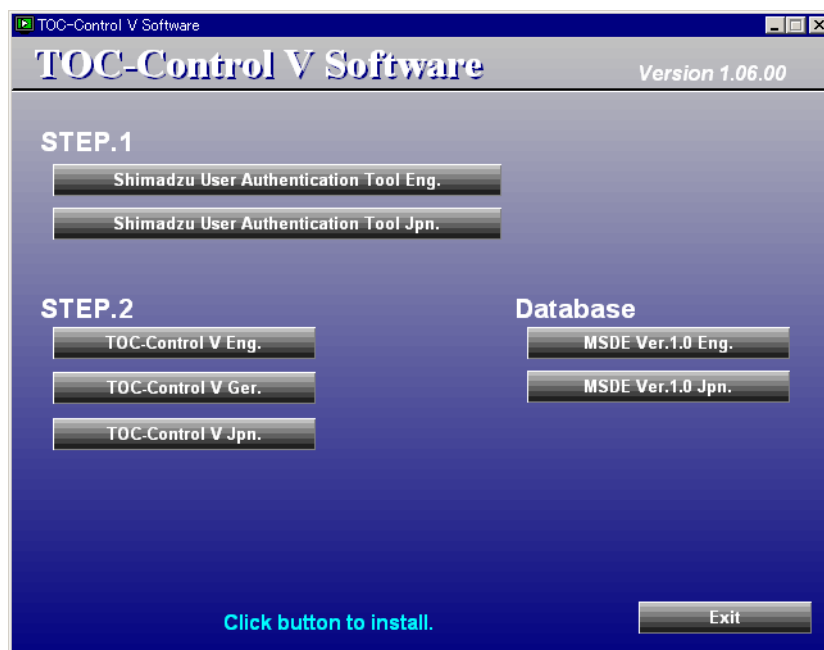 TOC-Control V Software
TOC-Control V Software
Version 1.06.00
STEP.1
Shimadzu User Authentication Tool Eng.
Shimadzu User Authentication Tool Jpn.
STEP.2
TOC-Control V Eng.
TOC-Control V Ger.
TOC-Control V Jpn.
Database
MSDE Ver.1.0 Eng.
MSDE Ver.1.0 Jpn.
Click button to install.
Exit